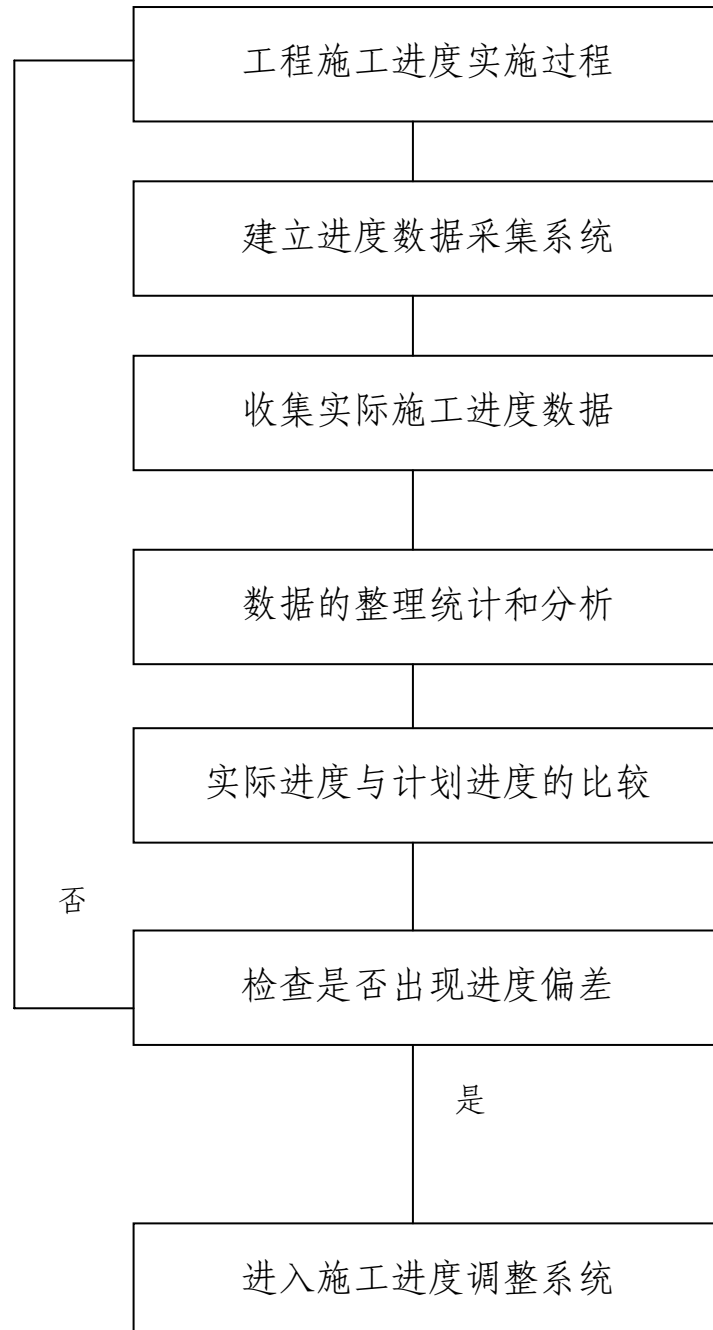 工程施工进度实施过程
建立进度数据采集系统
收集实际施工进度数据
数据的整理统计和分析
实际进度与计划进度的比较
否
检查是否出现进度偏差
是
进入施工进度调整系统